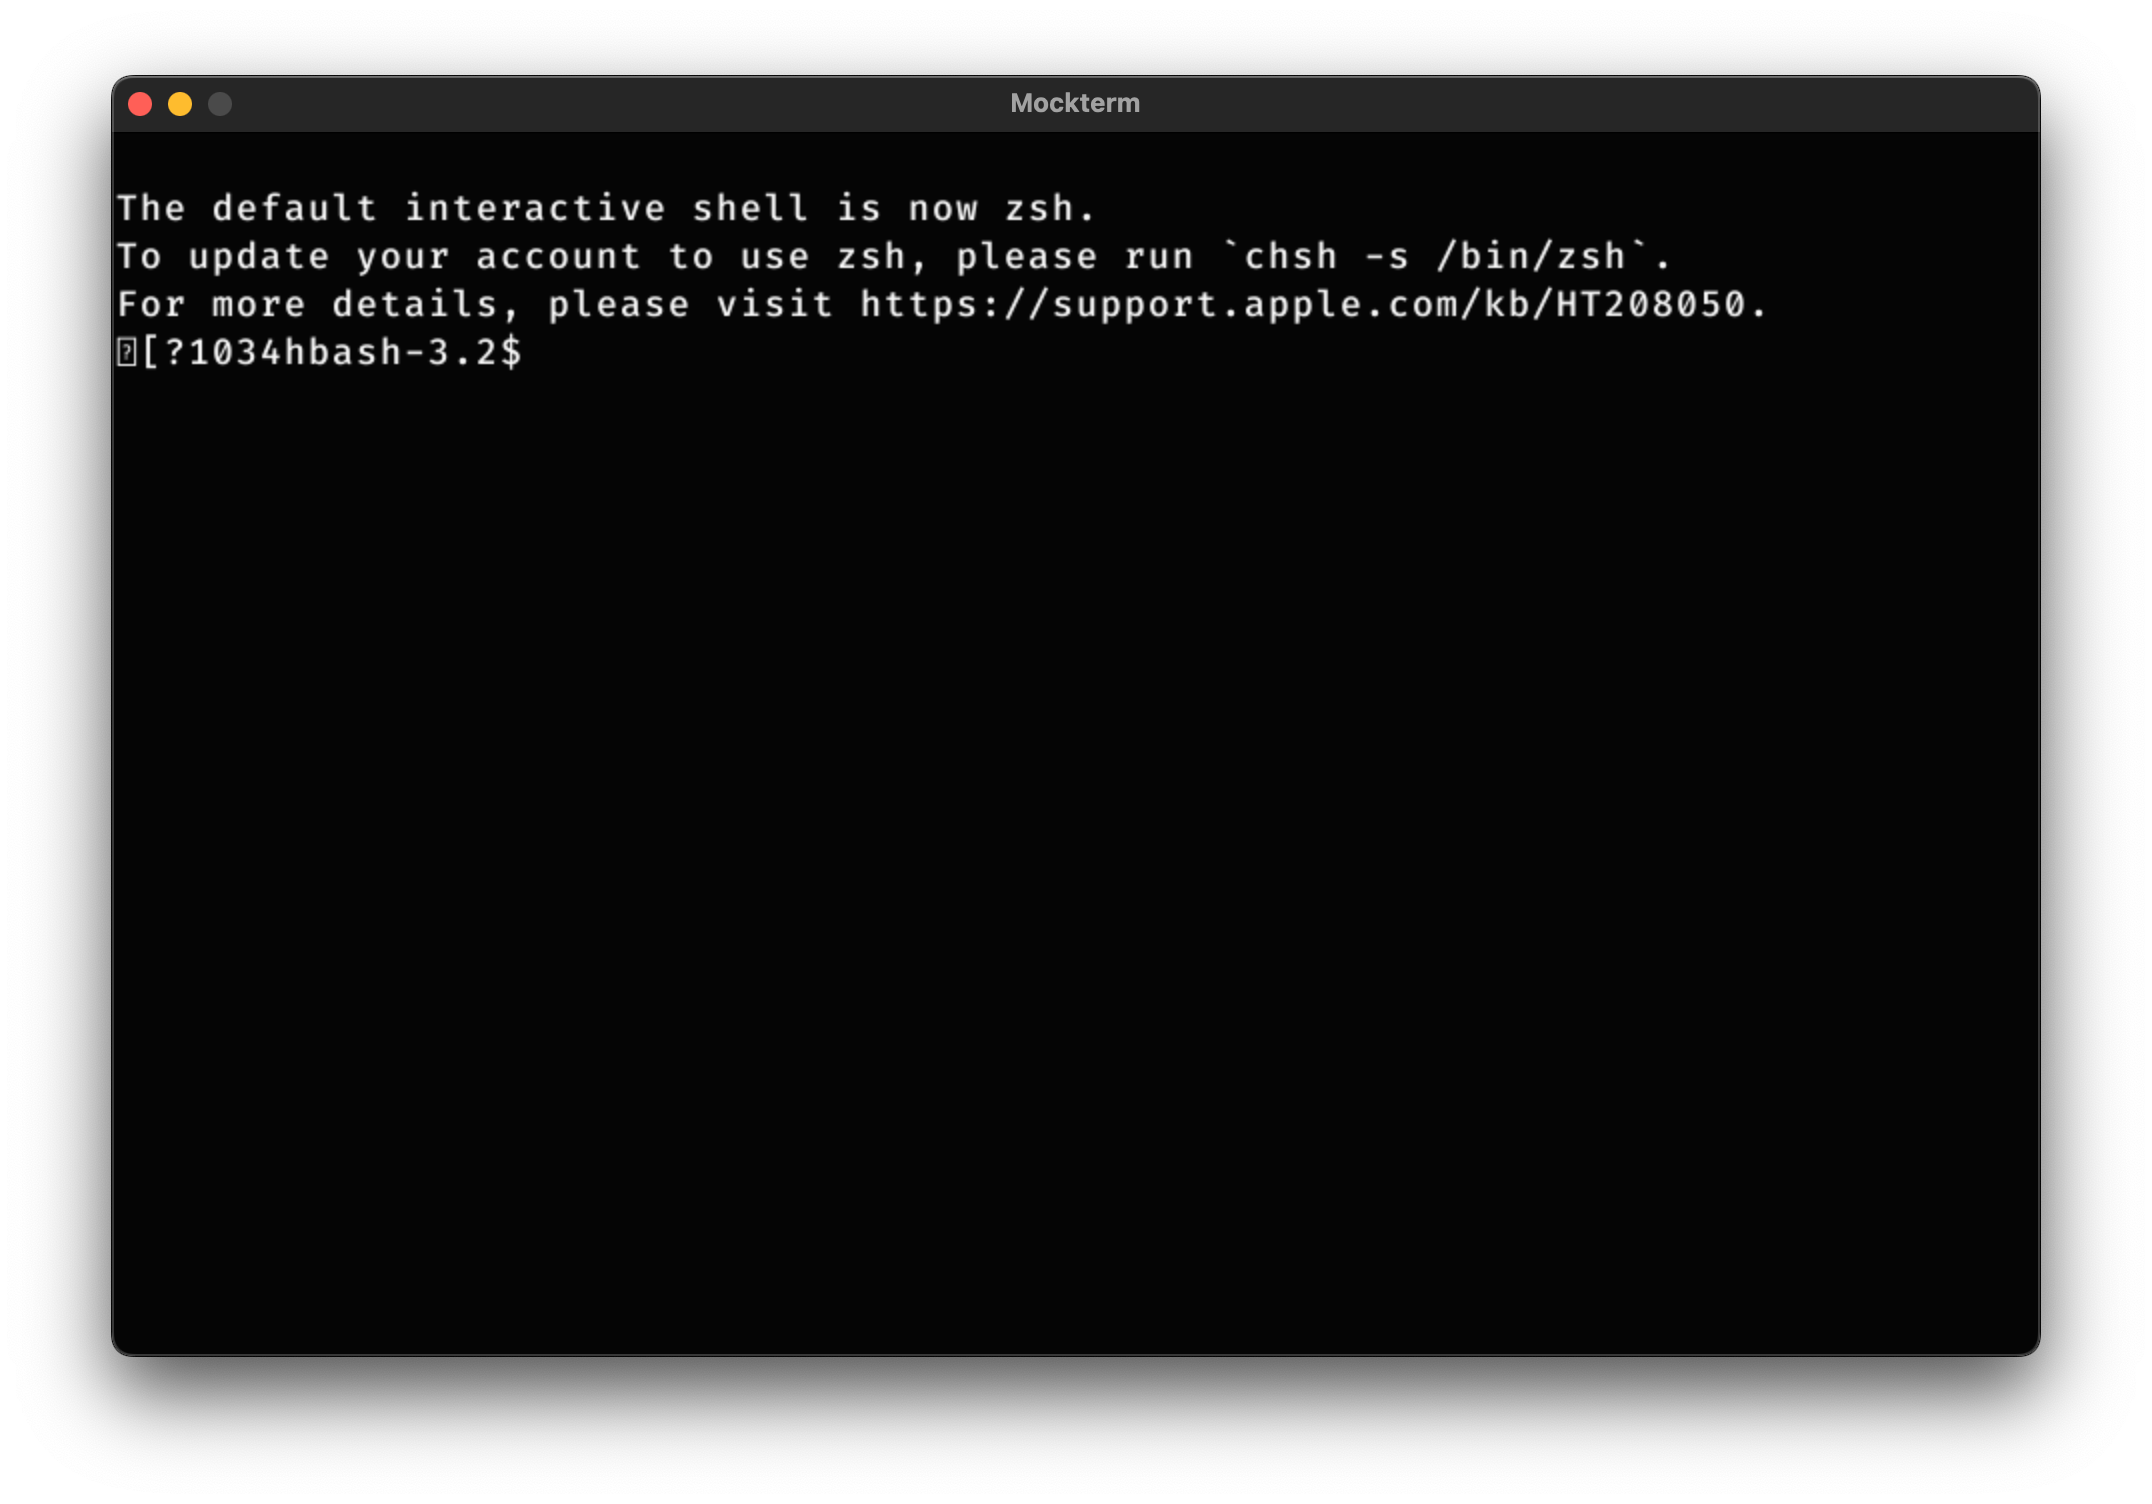 Mockterm
The default interactive shell is now zsh.
To update your account to use zsh, please run `chsh -s /bin/zsh`.
For more details, please visit https://support.apple.com/kb/HT208050.
�[?1034hbash-3.2$